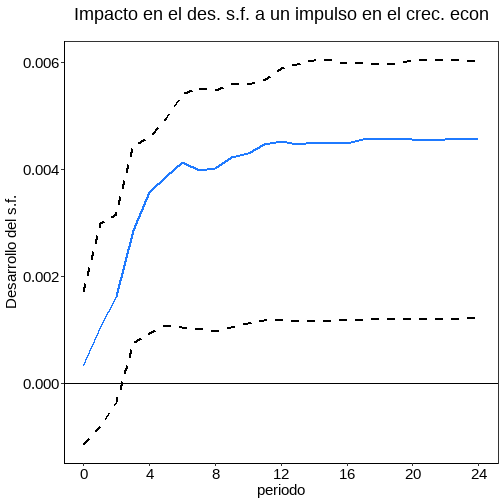 Impacto en el des. s.f. a un impulso en el crec. econ
Desarrollo del s.f.
0.006
0.004
0.002
0.000
0 4 8 12 16 20 24
periodo